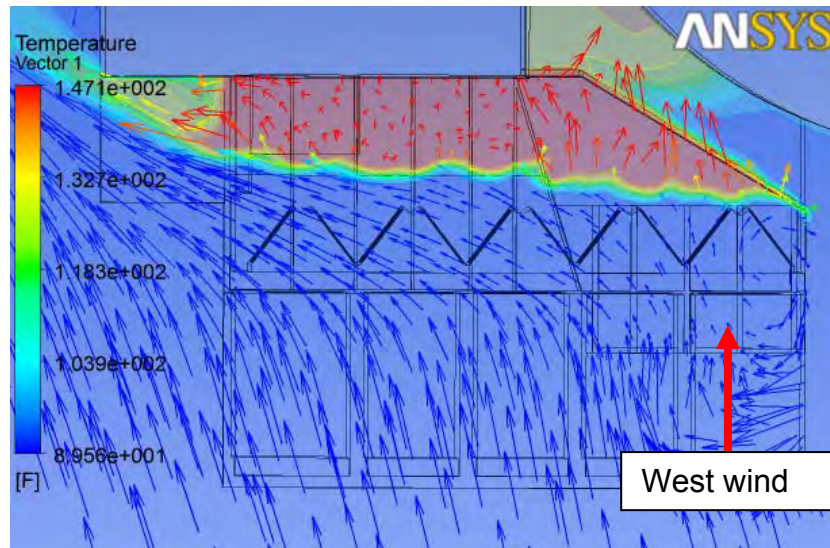 ANSYS
Temperature
Vector 1
1.471e+002
1.327e+002
1.183e+002
1.039e+002
8.956e+001
[F]
West wind